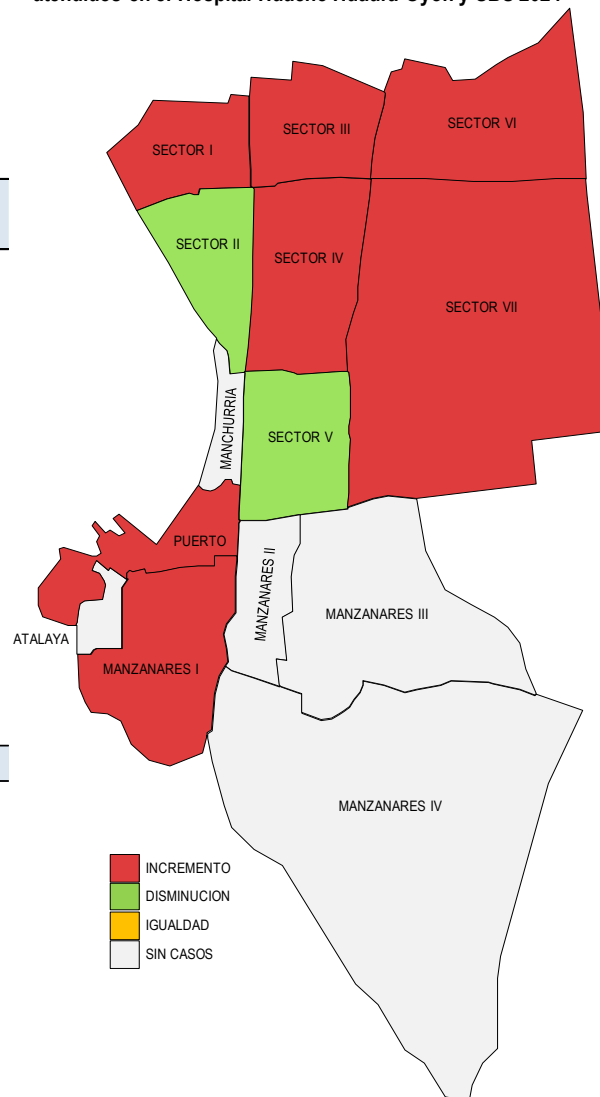 SECTOR VI
SECTOR III
SECTOR I
SECTOR II
SECTOR IV
SECTOR VII
MANCHURRIA
SECTOR V
PUERTO
MANZANARES II
MANZANARES III
ATALAYA
MANZANARES I
MANZANARES IV
INCREMENTO
DISMINUCION
IGUALDAD
SIN CASOS